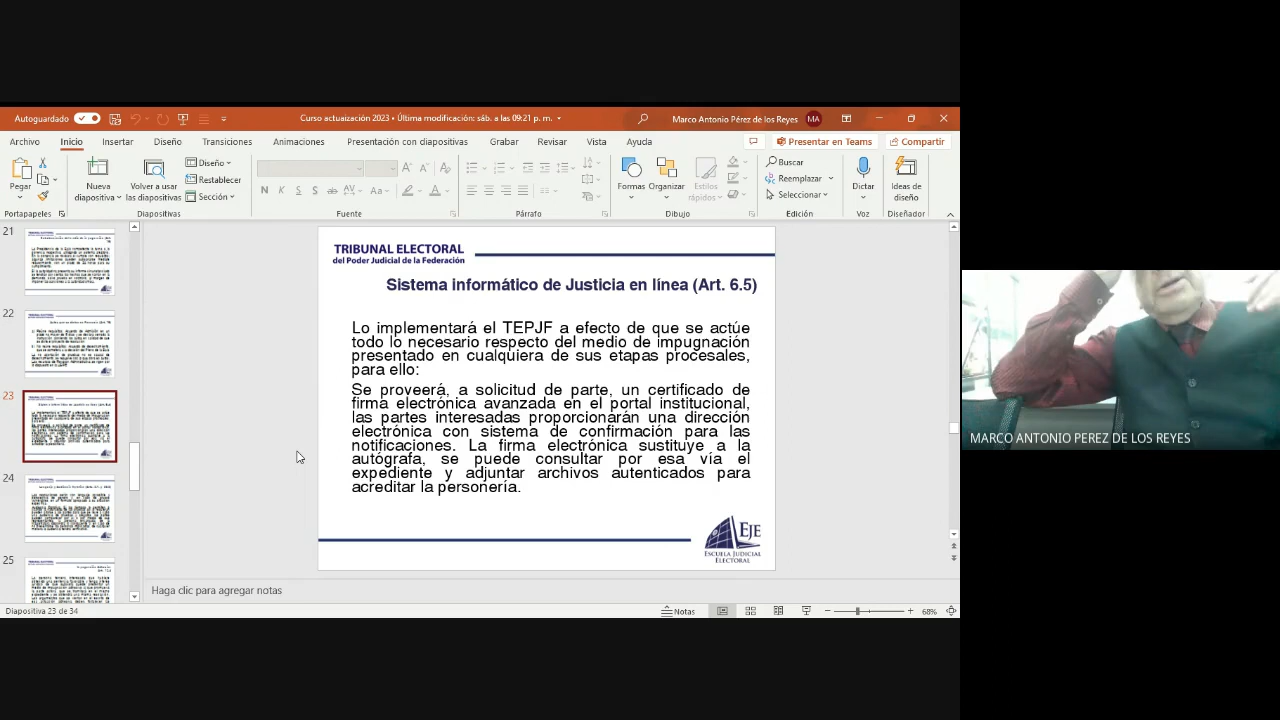 Autoguardado
Curso actuaización 2023 • Última modificación: sáb. a las 09:21 p. m.
Marco Antonio Pérez de los Reyes
MA
Archivo Inicio Insertar Diseño Transiciones Animaciones Presentación con diapositivas Grabar Revisar Vista Ayuda
Presentar en Teams
Compartir
Pegar
Nueva diapositiva
Volver a usar las diapositivas
Diseño
Restablecer
Sección
N K S S ab AV Aa A
Formas
Organizar
Estilos rápidos
Buscar
Reemplazar
Seleccionar
Dictar
Ideas de diseño
Portapapeles
Diapositivas
Fuente
Párrafo
Dibujo
Edición
Voz
Diseñador
21
22
23
24
25
TRIBUNAL ELECTORAL
del Poder Judicial de la Federación
Sistema informático de Justicia en línea (Art. 6.5)
Lo implementará el TEPJF a efecto de que se actúe
todo lo necesario respecto del medio de impugnación
presentado en cualquiera de sus etapas procesales,
para ello:
Se proveerá, a solicitud de parte, un certificado de
firma electrónica avanzada en el portal institucional,
las partes interesadas proporcionarán una dirección
electrónica con sistema de confirmación para las
notificaciones. La firma electrónica sustituye a la
autógrafa, se puede consultar por esa vía el
expediente y adjuntar archivos autenticados para
acreditar la personería.
EJE
ESCUELA JUDICIAL
ELECTORAL
Haga clic para agregar notas
Diapositiva 23 de 34
Notas
68%
MARCO ANTONIO PEREZ DE LOS REYES